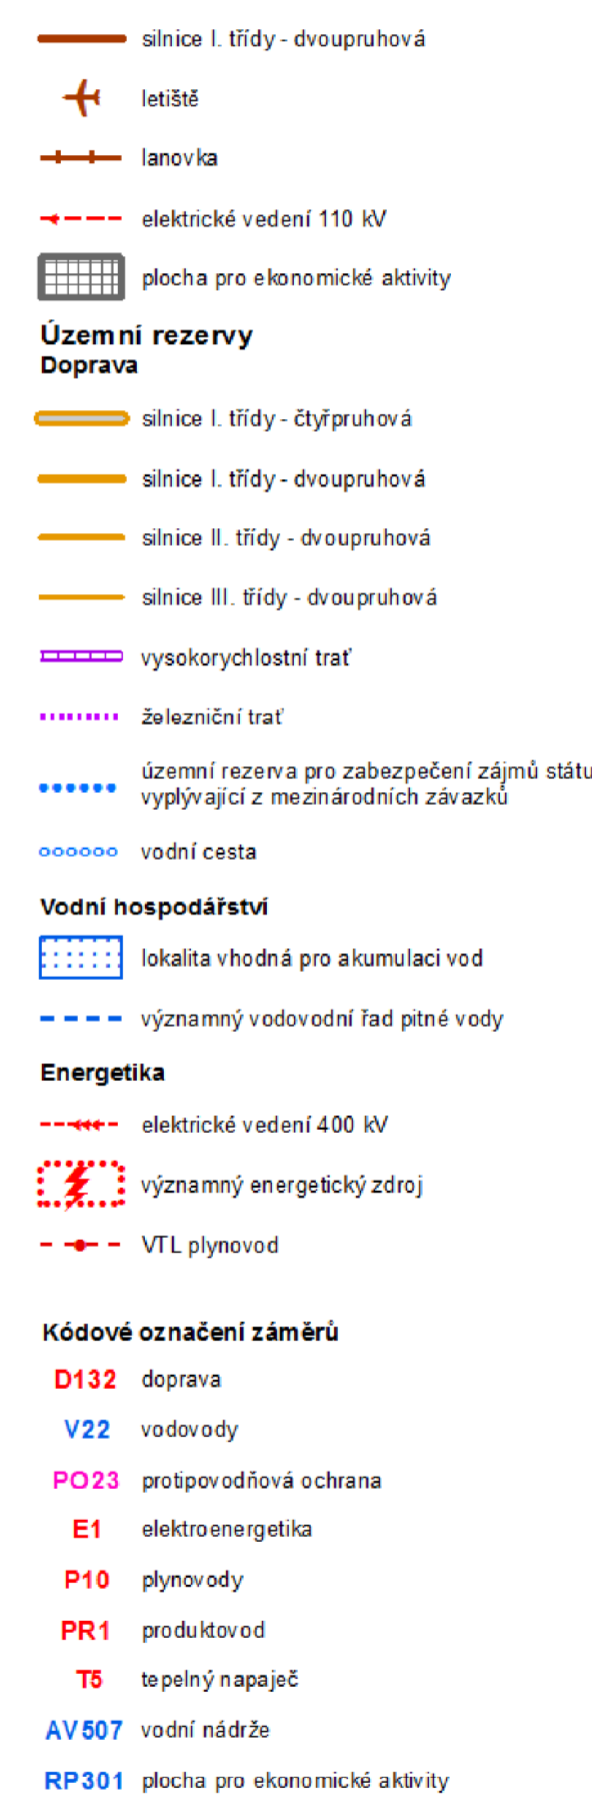 silnice I. třídy - dvoupruhová
letiště
lanovka
elektrické vedení 110 kV
plocha pro ekonomické aktivity
Územní rezervy
Doprava
silnice I. třídy - čtyřpruhová
silnice I. třídy - dvoupruhová
silnice II. třídy - dvoupruhová
silnice III. třídy - dvoupruhová
vysokorychlostní trať
železniční trať
územní rezerva pro zabezpečení zájmů státu
vyplývající z mezinárodních závazků
vodní cesta
Vodní hospodářství
lokalita vhodná pro akumulaci vod
významný vodovodní řad pitné vody
Energetika
elektrické vedení 400 kV
významný energetický zdroj
VTL plynovod
Kódové označení záměrů
D132 doprava
V22 vodovody
PO23 protipovodňová ochrana
E1 elektroenergetika
P10 plynovody
PR1 produktovod
T5 tepelný napaječ
AV507 vodní nádrže
RP301 plocha pro ekonomické aktivity